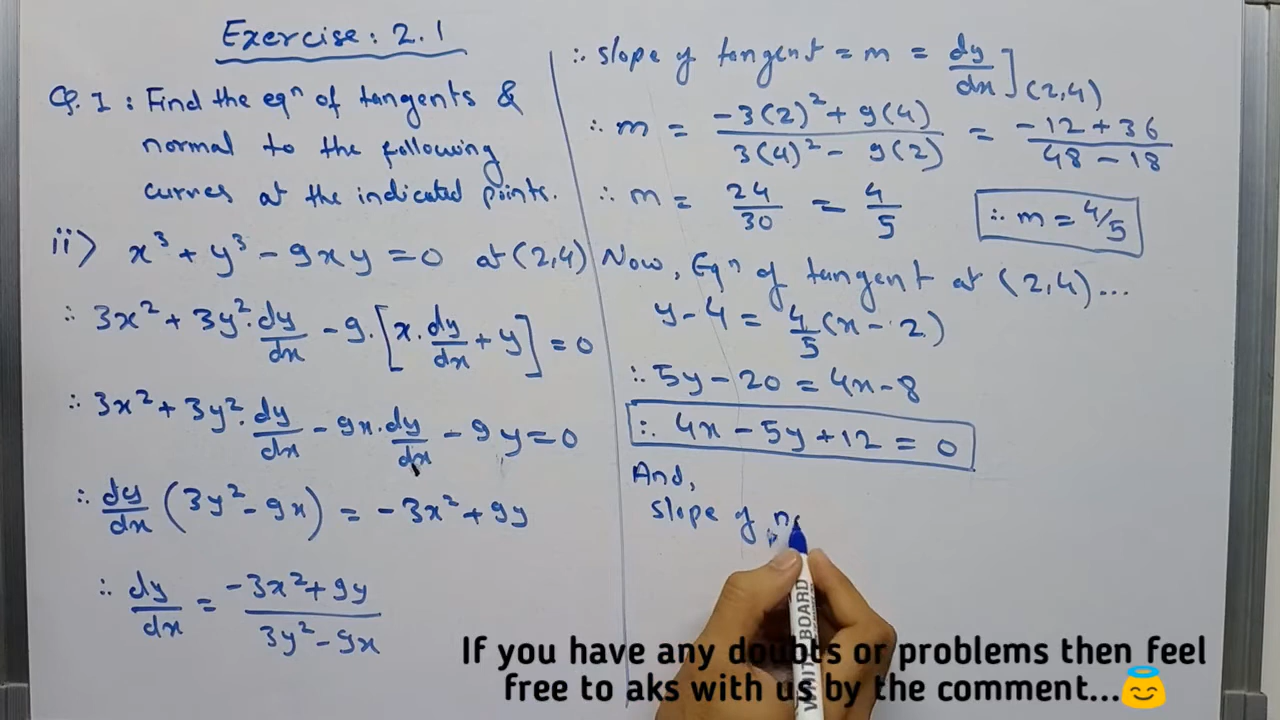 Exercise: 2.1
Q.1: Find the eqⁿ of tangents &
normal to the following
curves at the indicated points.
ii) x³ + y³ - 9xy = 0 at (2,4)
∴ 3x² + 3y²·dy/dx - 9·[x·dy/dx + y] = 0
∴ 3x² + 3y²·dy/dx - 9x·dy/dx - 9y = 0
∴ dy/dx (3y² - 9x) = -3x² + 9y
∴ dy/dx = -3x² + 9y / 3y² - 9x
∴ slope of tangent = m = dy/dx](2,4)
∴ m = -3(2)² + 9(4) / 3(4)² - 9(2) = -12 + 36 / 48 - 18
∴ m = 24/30 = 4/5
∴ m = 4/5
Now, Eqⁿ of tangent at (2,4)...
y - 4 = 4/5 (x - 2)
∴ 5y - 20 = 4x - 8
∴ 4x - 5y + 12 = 0
And,
slope of n
WHITEBOARD
If you have any doubts or problems then feel
free to aks with us by the comment...😇